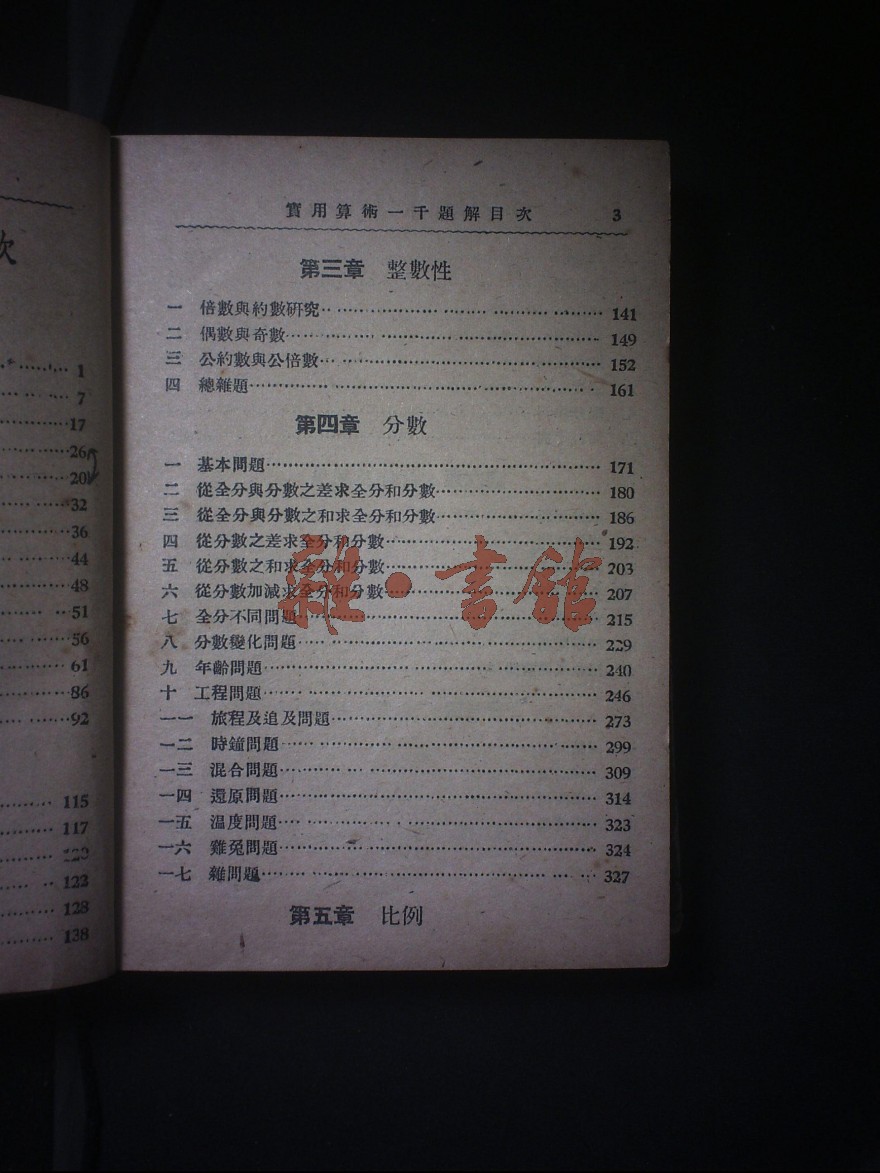 次
1
7
17
26
20
32
36
44
48
51
56
61
86
92
115
117
122
128
138
實用算術一千題解目次 3
第三章 整數性
一 倍數與約數研究 141
二 偶數與奇數 149
三 公約數與公倍數 152
四 總雜題 161
第四章 分數
一 基本問題 171
二 從全分與分數之差求全分和分數 180
三 從全分與分數之和求全分和分數 186
四 從分數之差求全分和分數 192
五 從分數之和求全分和分數 203
六 從分數加減求全分和分數 207
七 全分不同問題 215
八 分數變化問題 229
九 年齡問題 240
十 工程問題 246
一一 旅程及追及問題 273
一二 時鐘問題 299
一三 混合問題 309
一四 還原問題 314
一五 温度問題 323
一六 雞兔問題 324
一七 雜問題 327
第五章 比例
雜·書館